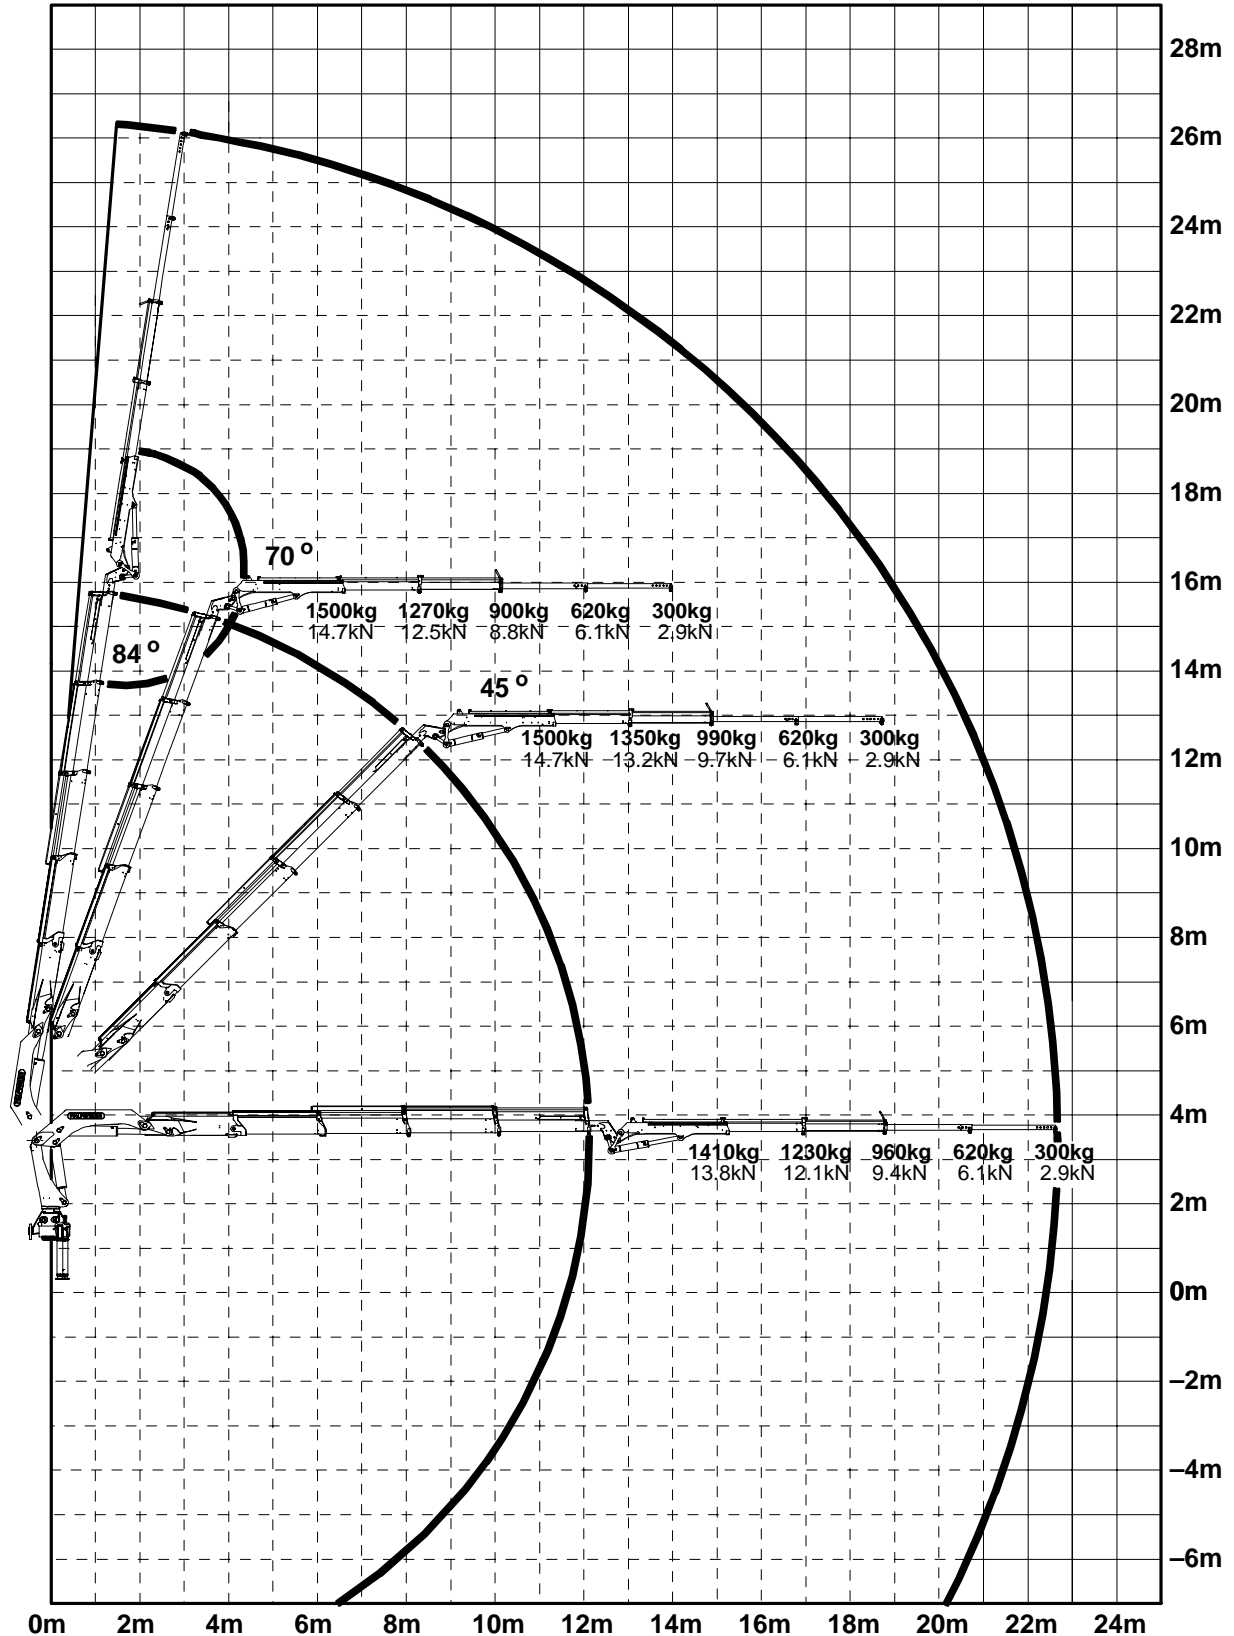 28m
26m
24m
22m
20m
18m
70 o
16m
1500kg 1270kg 900kg 620kg 300kg
14.7kN 12.5kN 8.8kN 6.1kN 2.9kN
84 o
14m
45 o
1500kg 1350kg 990kg 620kg 300kg
14.7kN 13.2kN 9.7kN 6.1kN 2.9kN
12m
10m
8m
6m
4m
1410kg 1230kg 960kg 620kg 300kg
13.8kN 12.1kN 9.4kN 6.1kN 2.9kN
2m
0m
–2m
–4m
–6m
0m 2m 4m 6m 8m 10m 12m 14m 16m 18m 20m 22m 24m